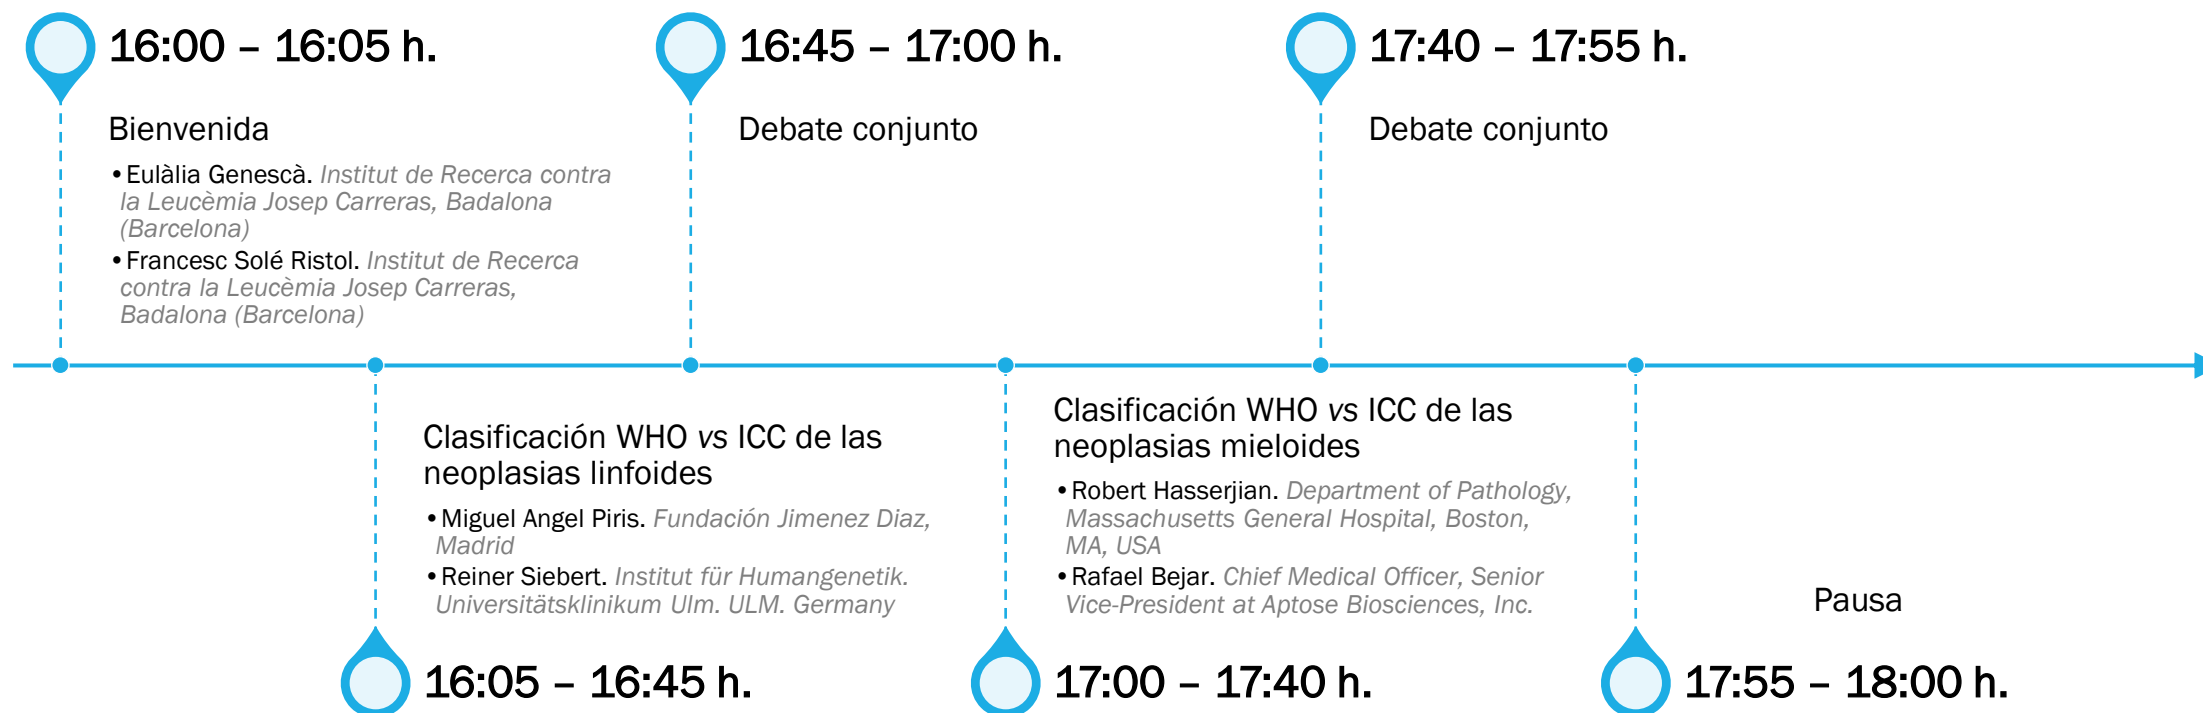 16:00 – 16:05 h.
Bienvenida
•Eulàlia Genescà. Institut de Recerca contra
la Leucèmia Josep Carreras, Badalona
(Barcelona)
•Francesc Solé Ristol. Institut de Recerca
contra la Leucèmia Josep Carreras,
Badalona (Barcelona)
Clasificación WHO vs ICC de las
neoplasias linfoides
•Miguel Angel Piris. Fundación Jimenez Diaz,
Madrid
•Reiner Siebert. Institut für Humangenetik.
Universitätsklinikum Ulm. ULM. Germany
16:05 – 16:45 h.
16:45 – 17:00 h.
Debate conjunto
Clasificación WHO vs ICC de las
neoplasias mieloides
•Robert Hasserjian. Department of Pathology,
Massachusetts General Hospital, Boston,
MA, USA
•Rafael Bejar. Chief Medical Officer, Senior
Vice-President at Aptose Biosciences, Inc.
17:00 – 17:40 h.
17:40 – 17:55 h.
Debate conjunto
Pausa
17:55 – 18:00 h.